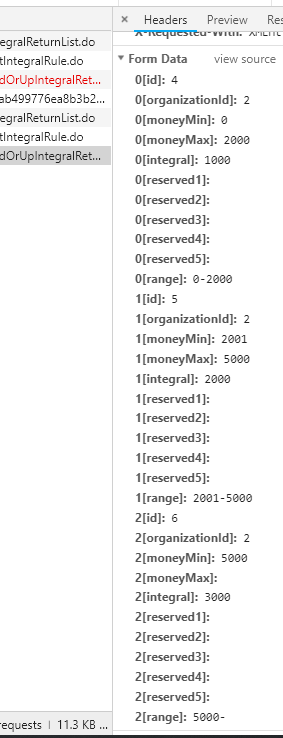 × Headers Preview Res
egralReturnList.do
tIntegralRule.do
dOrUpIntegralRet...
ab499776ea8b3b2...
egralReturnList.do
tIntegralRule.do
dOrUpIntegralRet...
▼ Form Data view source
0[id]: 4
0[organizationId]: 2
0[moneyMin]: 0
0[moneyMax]: 2000
0[integral]: 1000
0[reserved1]:
0[reserved2]:
0[reserved3]:
0[reserved4]:
0[reserved5]:
0[range]: 0-2000
1[id]: 5
1[organizationId]: 2
1[moneyMin]: 2001
1[moneyMax]: 5000
1[integral]: 2000
1[reserved1]:
1[reserved2]:
1[reserved3]:
1[reserved4]:
1[reserved5]:
1[range]: 2001-5000
2[id]: 6
2[organizationId]: 2
2[moneyMin]: 5000
2[moneyMax]:
2[integral]: 3000
2[reserved1]:
2[reserved2]:
2[reserved3]:
2[reserved4]:
2[reserved5]:
2[range]: 5000-
equests | 11.3 KB ...